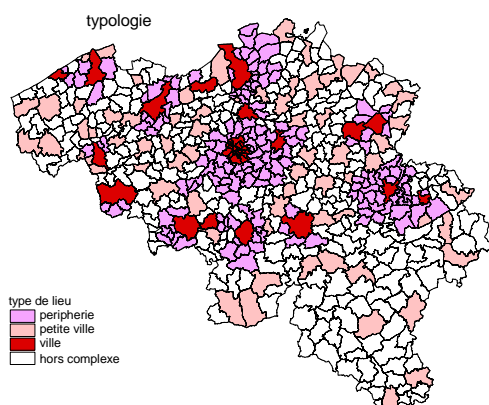 typologie
type de lieu
peripherie
petite ville
ville
hors complexe